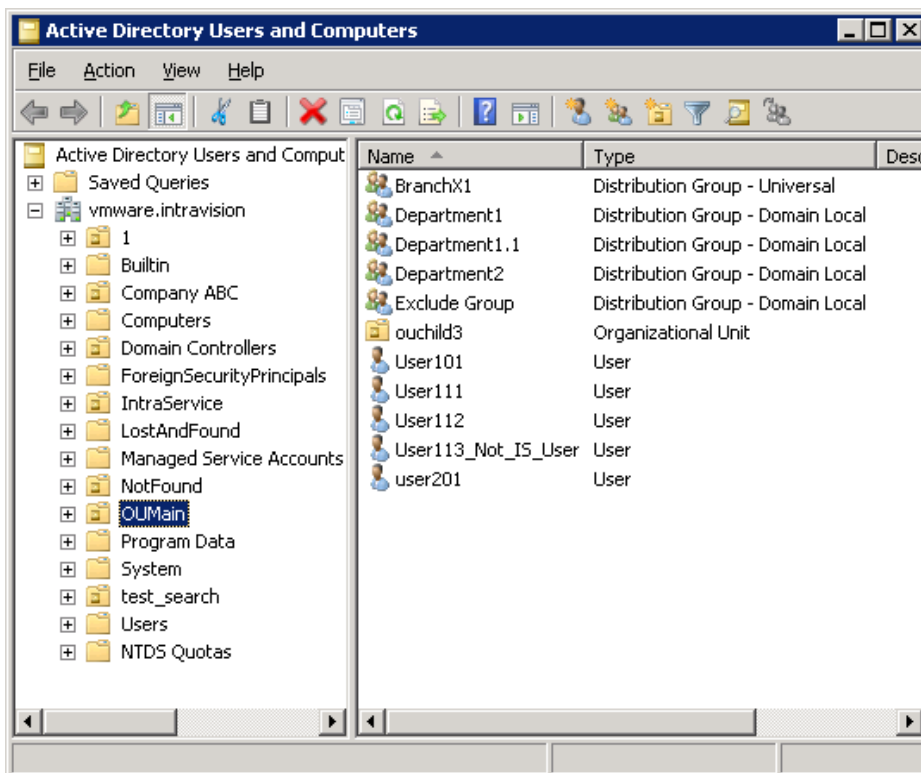 Active Directory Users and Computers
File Action View Help
Active Directory Users and Comput
Saved Queries
vmware.intravision
1
Builtin
Company ABC
Computers
Domain Controllers
ForeignSecurityPrincipals
IntraService
LostAndFound
Managed Service Accounts
NotFound
OUMain
Program Data
System
test_search
Users
NTDS Quotas
Name Type Desc
BranchX1 Distribution Group - Universal
Department1 Distribution Group - Domain Local
Department1.1 Distribution Group - Domain Local
Department2 Distribution Group - Domain Local
Exclude Group Distribution Group - Domain Local
ouchild3 Organizational Unit
User101 User
User111 User
User112 User
User113_Not_IS_User User
user201 User